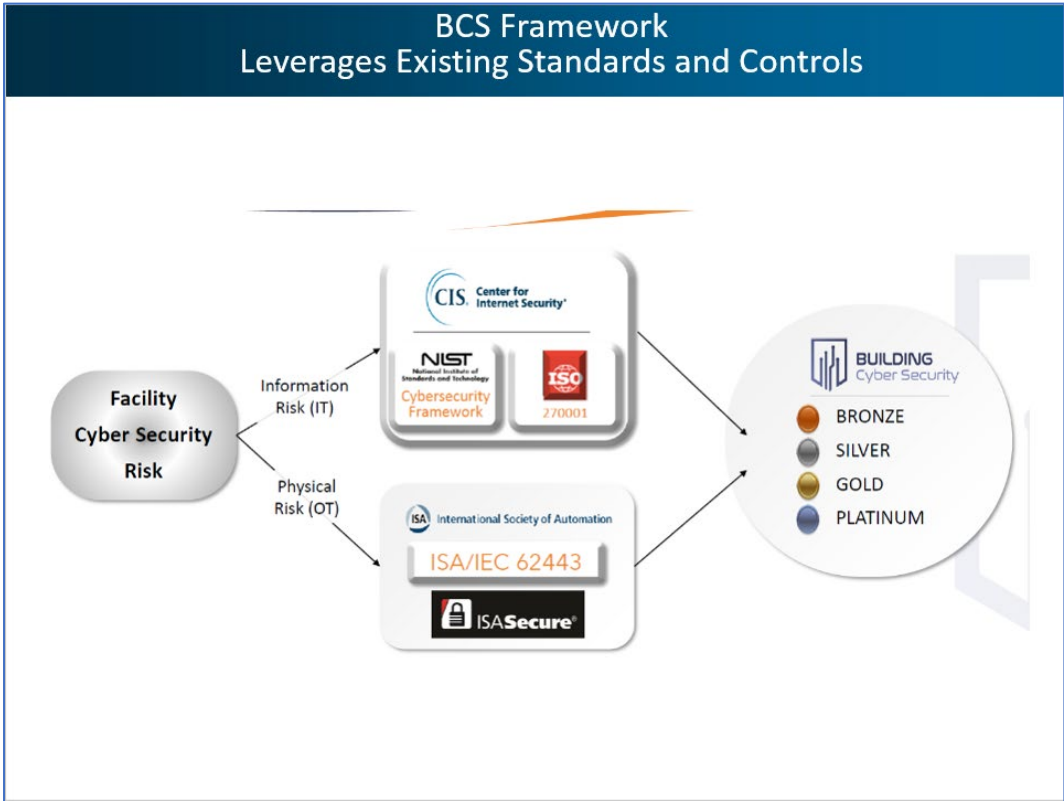 BCS Framework
Leverages Existing Standards and Controls
CIS® Center for
Internet Security®
NIST
National Institute of
Standards and Technology
Cybersecurity
Framework
ISO
270001
Facility
Cyber Security
Risk
Information
Risk (IT)
Physical
Risk (OT)
ISA International Society of Automation
ISA/IEC 62443
ISASecure®
BUILDING
Cyber Security
BRONZE
SILVER
GOLD
PLATINUM